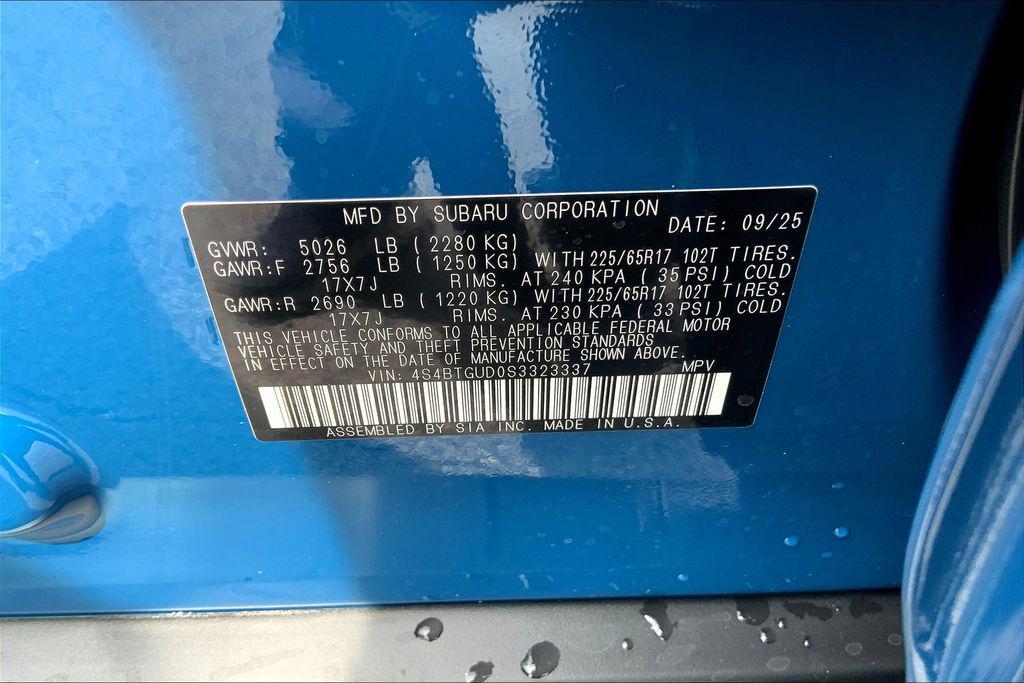 MFD BY SUBARU CORPORATION DATE: 09/25
GVWR: 5026 LB ( 2280 KG)
GAWR:F 2756 LB ( 1250 KG) WITH 225/65R17 102T TIRES.
17X7J RIMS. AT 240 KPA ( 35 PSI) COLD
GAWR:R 2690 LB ( 1220 KG) WITH 225/65R17 102T TIRES.
17X7J RIMS. AT 230 KPA ( 33 PSI) COLD
THIS VEHICLE CONFORMS TO ALL APPLICABLE FEDERAL MOTOR
VEHICLE SAFETY AND THEFT PREVENTION STANDARDS
IN EFFECT ON THE DATE OF MANUFACTURE SHOWN ABOVE.
VIN: 4S4BTGUD0S3323337 MPV
ASSEMBLED BY SIA INC. MADE IN U.S.A.